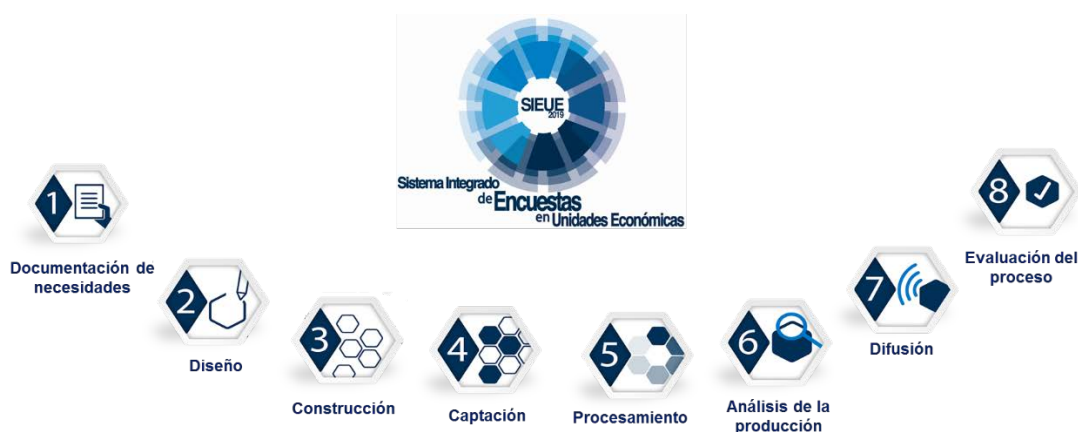 SIEUE
2019
Sistema Integrado
de Encuestas
en Unidades Económicas
1
Documentación de
necesidades
2
Diseño
3
Construcción
4
Captación
5
Procesamiento
6
Análisis de la
producción
7
Difusión
8
Evaluación del
proceso